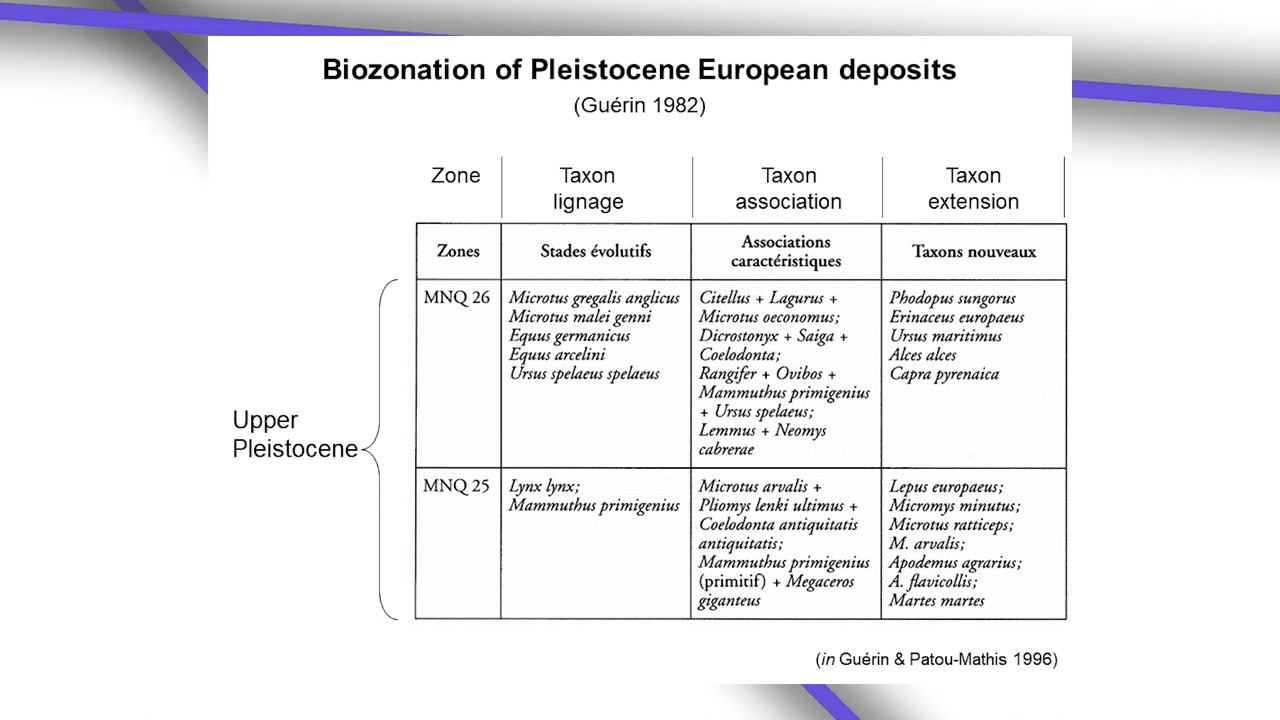 Biozonation of Pleistocene European deposits
(Guérin 1982)
Zone
Taxon
lignage
Taxon
association
Taxon
extension
Zones
Stades évolutifs
Associations
caractéristiques
Taxons nouveaux
Upper
Pleistocene
MNQ 26
Microtus gregalis anglicus
Microtus malei genni
Equus germanicus
Equus arcelini
Ursus spelaeus spelaeus
Citellus + Lagurus +
Microtus oeconomus;
Dicrostonyx + Saiga +
Coelodonta;
Rangifer + Ovibos +
Mammuthus primigenius
+ Ursus spelaeus;
Lemmus + Neomys
cabrerae
Phodopus sungorus
Erinaceus europaeus
Ursus maritimus
Alces alces
Capra pyrenaica
MNQ 25
Lynx lynx;
Mammuthus primigenius
Microtus arvalis +
Pliomys lenki ultimus +
Coelodonta antiquitatis
antiquitatis;
Mammuthus primigenius
(primitif) + Megaceros
giganteus
Lepus europaeus;
Micromys minutus;
Microtus ratticeps;
M. arvalis;
Apodemus agrarius;
A. flavicollis;
Martes martes
(in Guérin & Patou-Mathis 1996)